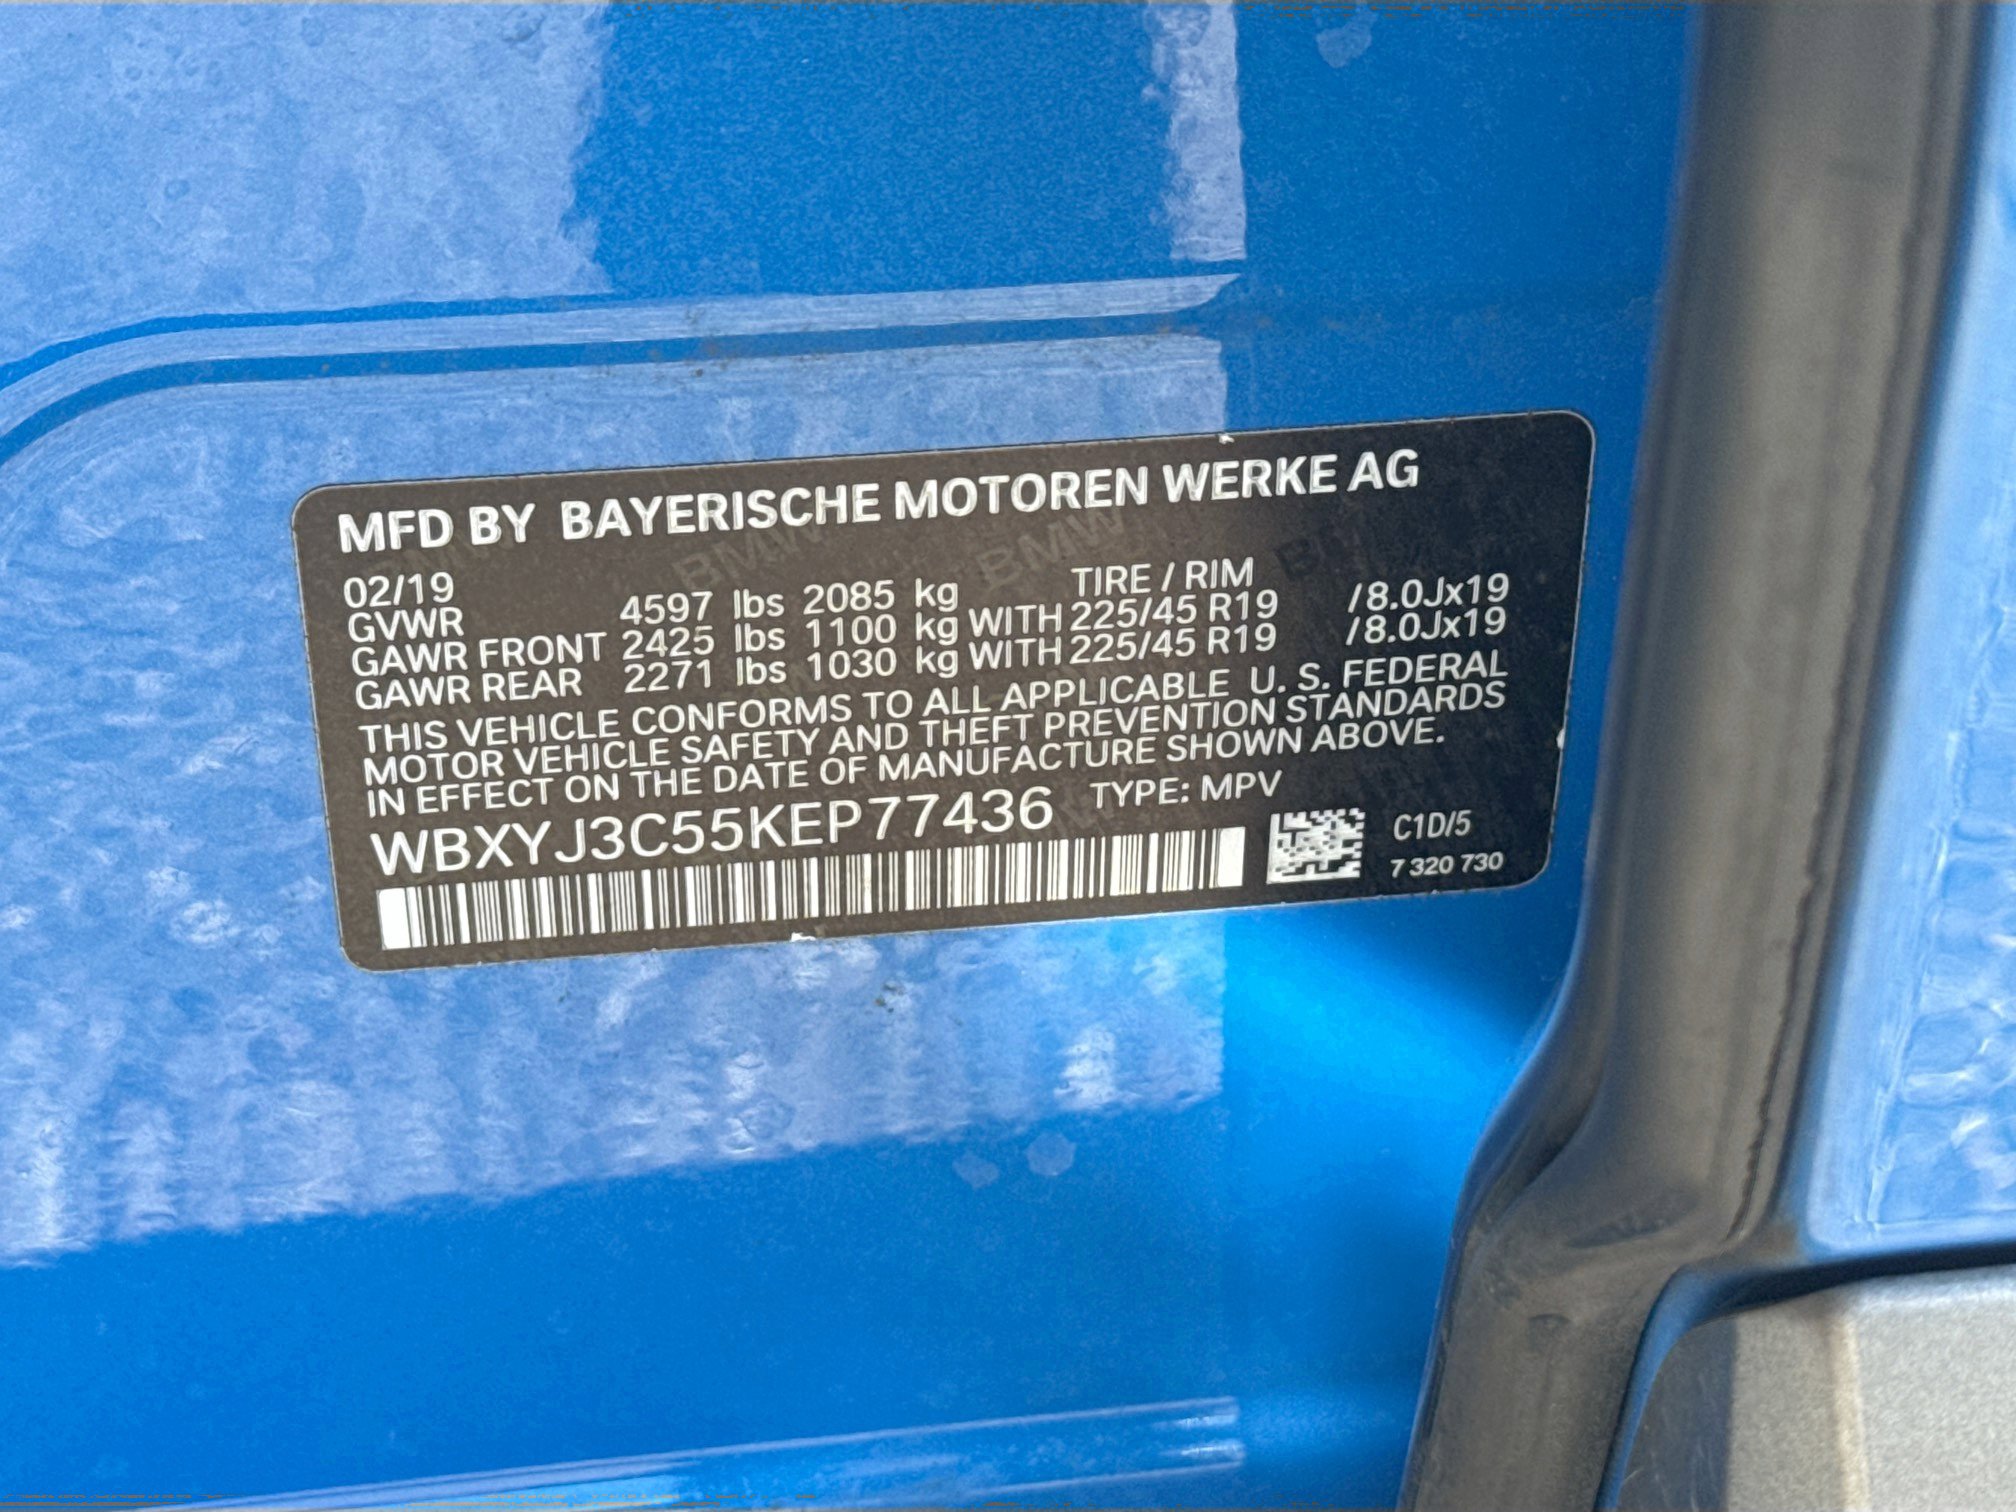 MFD BY BAYERISCHE MOTOREN WERKE AG
02/19 TIRE / RIM
GVWR 4597 lbs 2085 kg
GAWR FRONT 2425 lbs 1100 kg WITH 225/45 R19 /8.0Jx19
GAWR REAR 2271 lbs 1030 kg WITH 225/45 R19 /8.0Jx19
THIS VEHICLE CONFORMS TO ALL APPLICABLE U. S. FEDERAL
MOTOR VEHICLE SAFETY AND THEFT PREVENTION STANDARDS
IN EFFECT ON THE DATE OF MANUFACTURE SHOWN ABOVE.
WBXYJ3C55KEP77436 TYPE: MPV
C1D/5
7 320 730